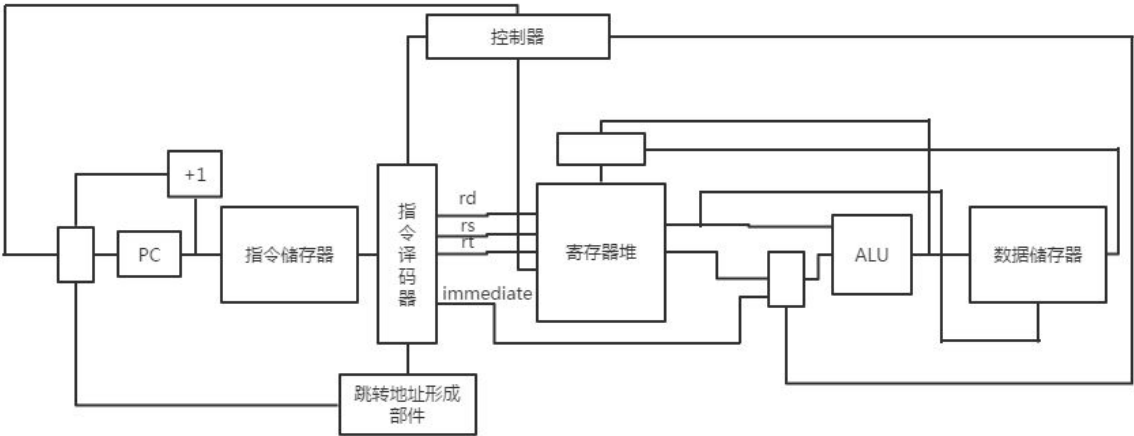 控制器
+1
PC
指令储存器
指
令
译
码
器
rd
rs
rt
immediate
寄存器堆
ALU
数据储存器
跳转地址形成
部件